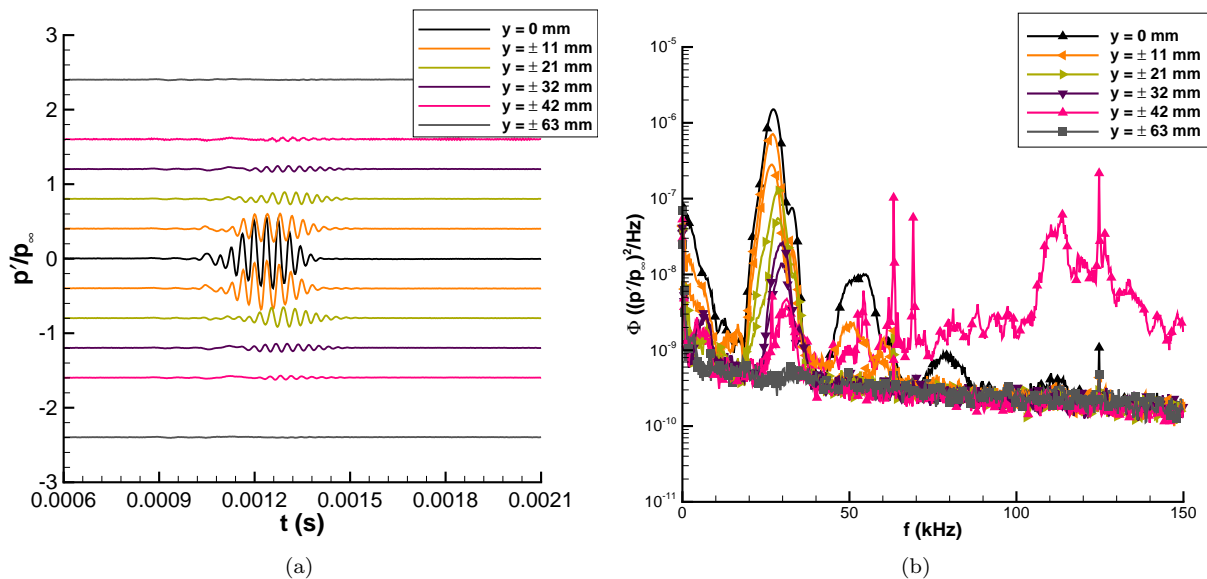 3
2
1
0
-1
-2
-3
p'/p∞
0.0006 0.0009 0.0012 0.0015 0.0018 0.0021
t (s)
y = 0 mm
y = ± 11 mm
y = ± 21 mm
y = ± 32 mm
y = ± 42 mm
y = ± 63 mm
(a)
10⁻⁵
10⁻⁶
10⁻⁷
10⁻⁸
10⁻⁹
10⁻¹⁰
10⁻¹¹
Φ ((p'/p∞)²/Hz)
0 50 100 150
f (kHz)
y = 0 mm
y = ± 11 mm
y = ± 21 mm
y = ± 32 mm
y = ± 42 mm
y = ± 63 mm
(b)